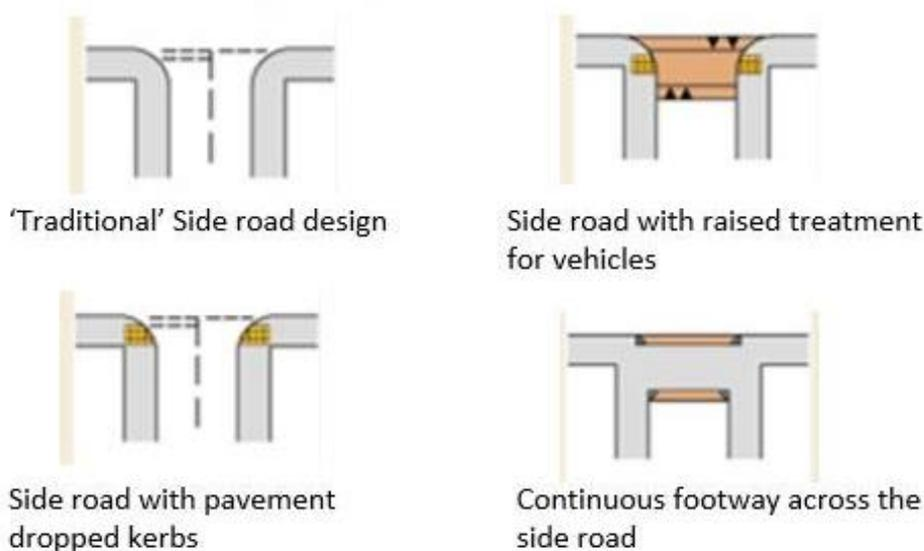 ‘Traditional’ Side road design
Side road with raised treatment
for vehicles
Side road with pavement
dropped kerbs
Continuous footway across the
side road